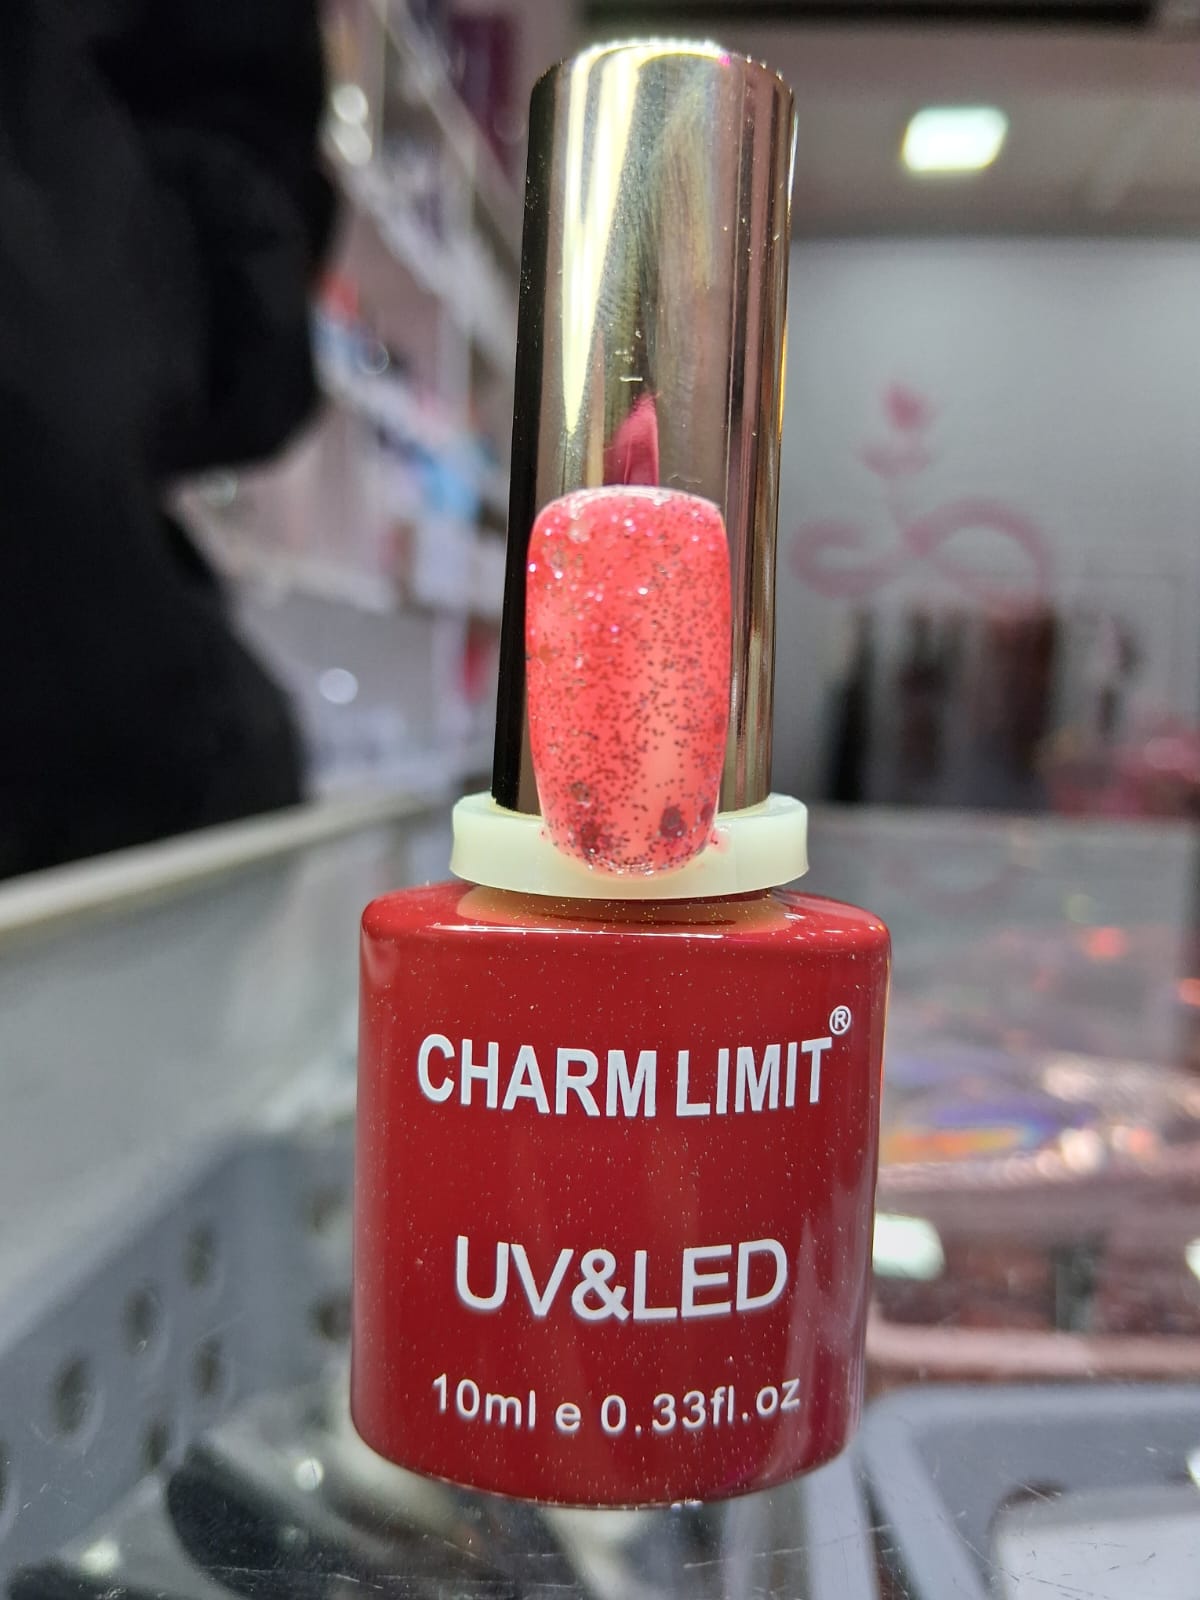 CHARM LIMIT®
UV&LED
10ml e 0.33fl.oz